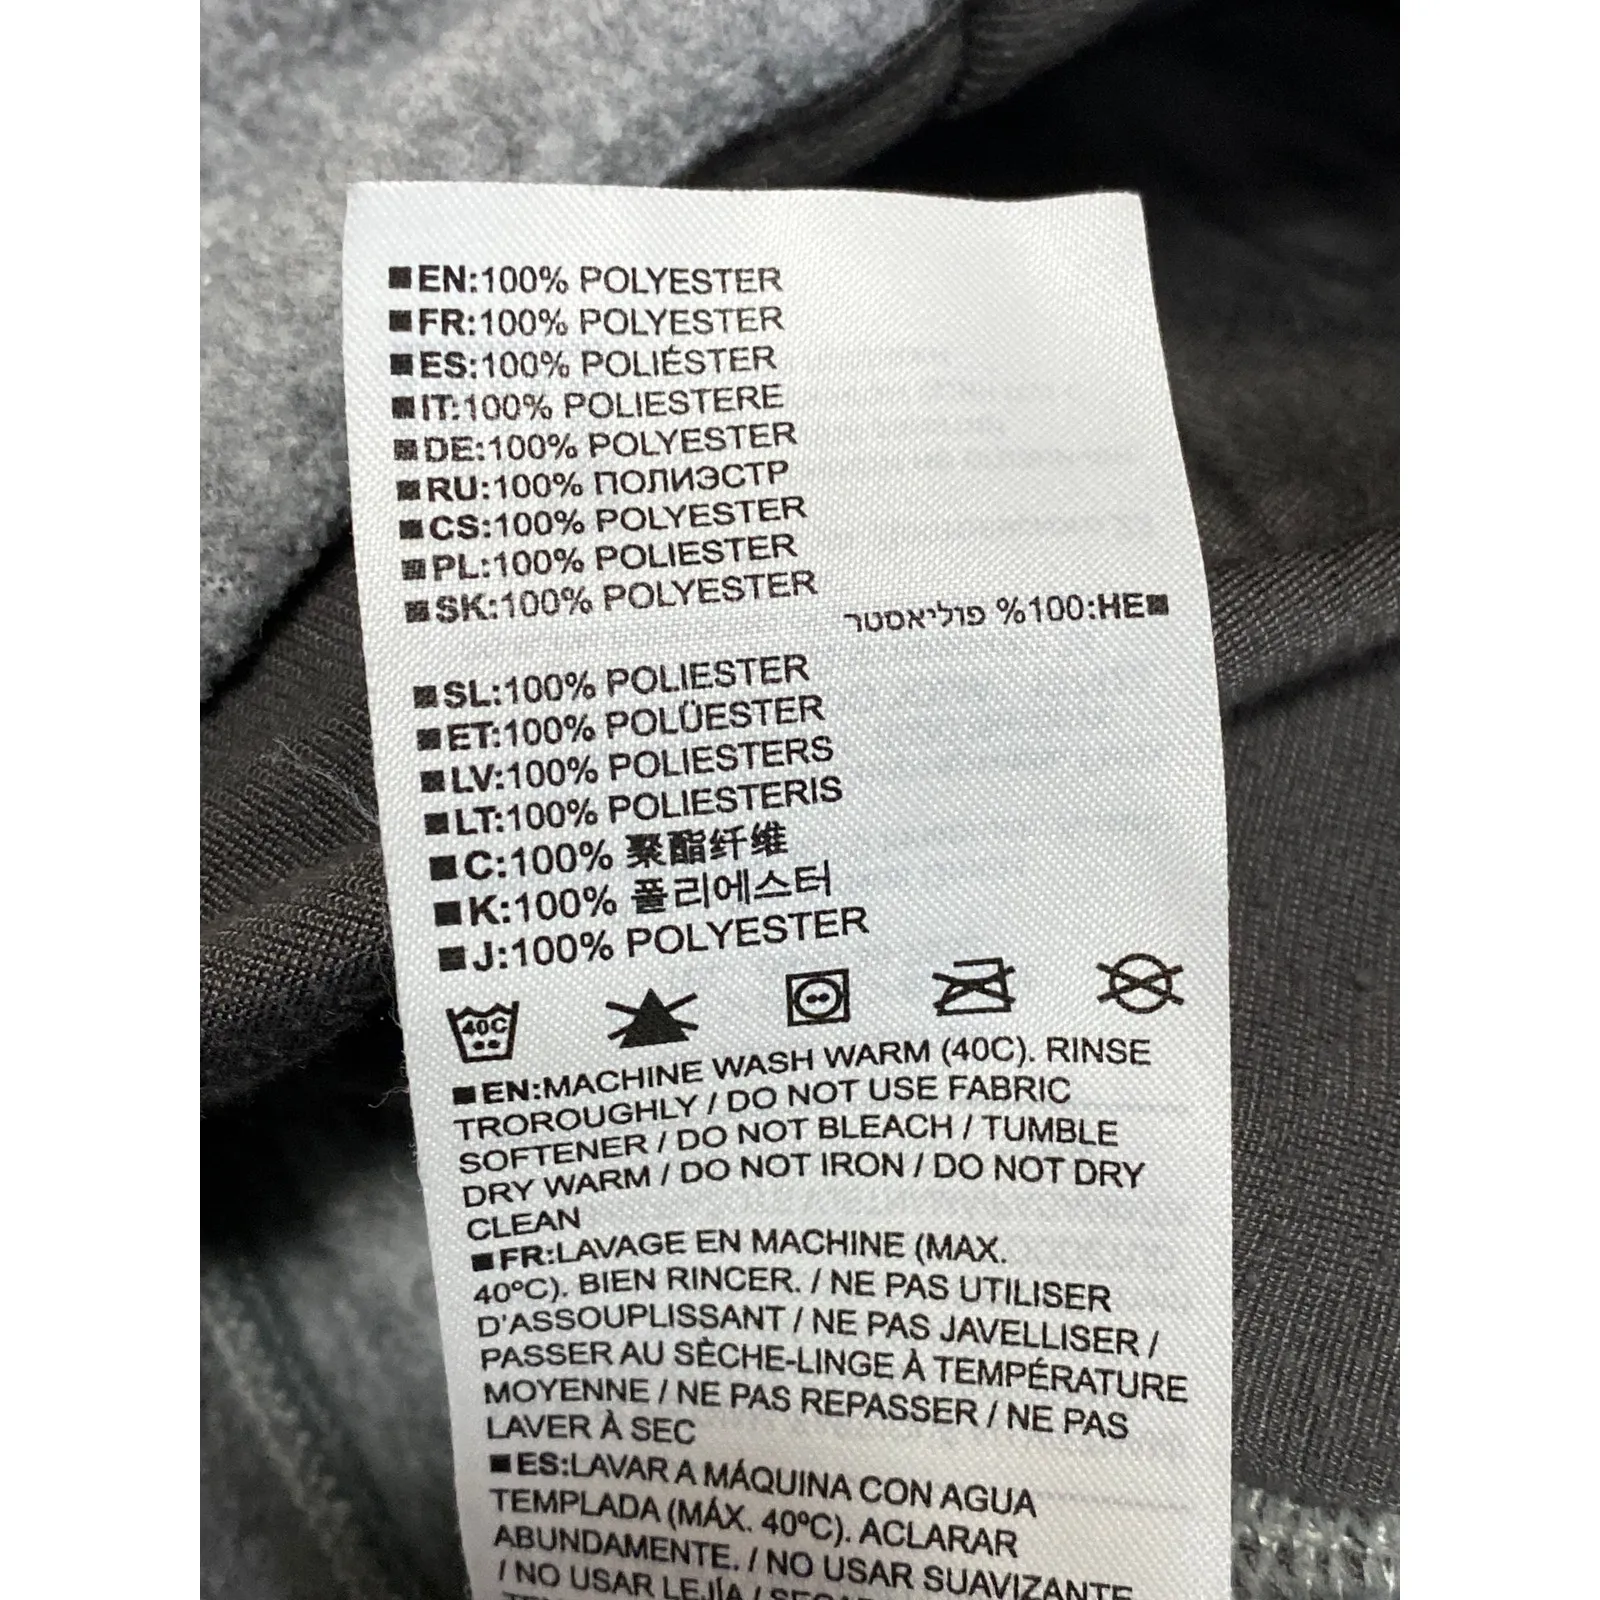 ■EN:100% POLYESTER
■FR:100% POLYESTER
■ES:100% POLIÉSTER
■IT:100% POLIESTERE
■DE:100% POLYESTER
■RU:100% ПОЛИЭСТР
■CS:100% POLYESTER
■PL:100% POLIESTER
■SK:100% POLYESTER
■HE:100% פוליאסטר
■SL:100% POLIESTER
■ET:100% POLÜESTER
■LV:100% POLIESTERS
■LT:100% POLIESTERIS
■C:100% 聚酯纤维
■K:100% 폴리에스터
■J:100% POLYESTER
40C
■EN:MACHINE WASH WARM (40C). RINSE
TROROUGHLY / DO NOT USE FABRIC
SOFTENER / DO NOT BLEACH / TUMBLE
DRY WARM / DO NOT IRON / DO NOT DRY
CLEAN
■FR:LAVAGE EN MACHINE (MAX.
40ºC). BIEN RINCER. / NE PAS UTILISER
D'ASSOUPLISSANT / NE PAS JAVELLISER /
PASSER AU SÈCHE-LINGE À TEMPÉRATURE
MOYENNE / NE PAS REPASSER / NE PAS
LAVER À SEC
■ES:LAVAR A MÁQUINA CON AGUA
TEMPLADA (MÁX. 40ºC). ACLARAR
ABUNDAMENTE. / NO USAR SUAVIZANTE
/ NO USAR LEJÍA /